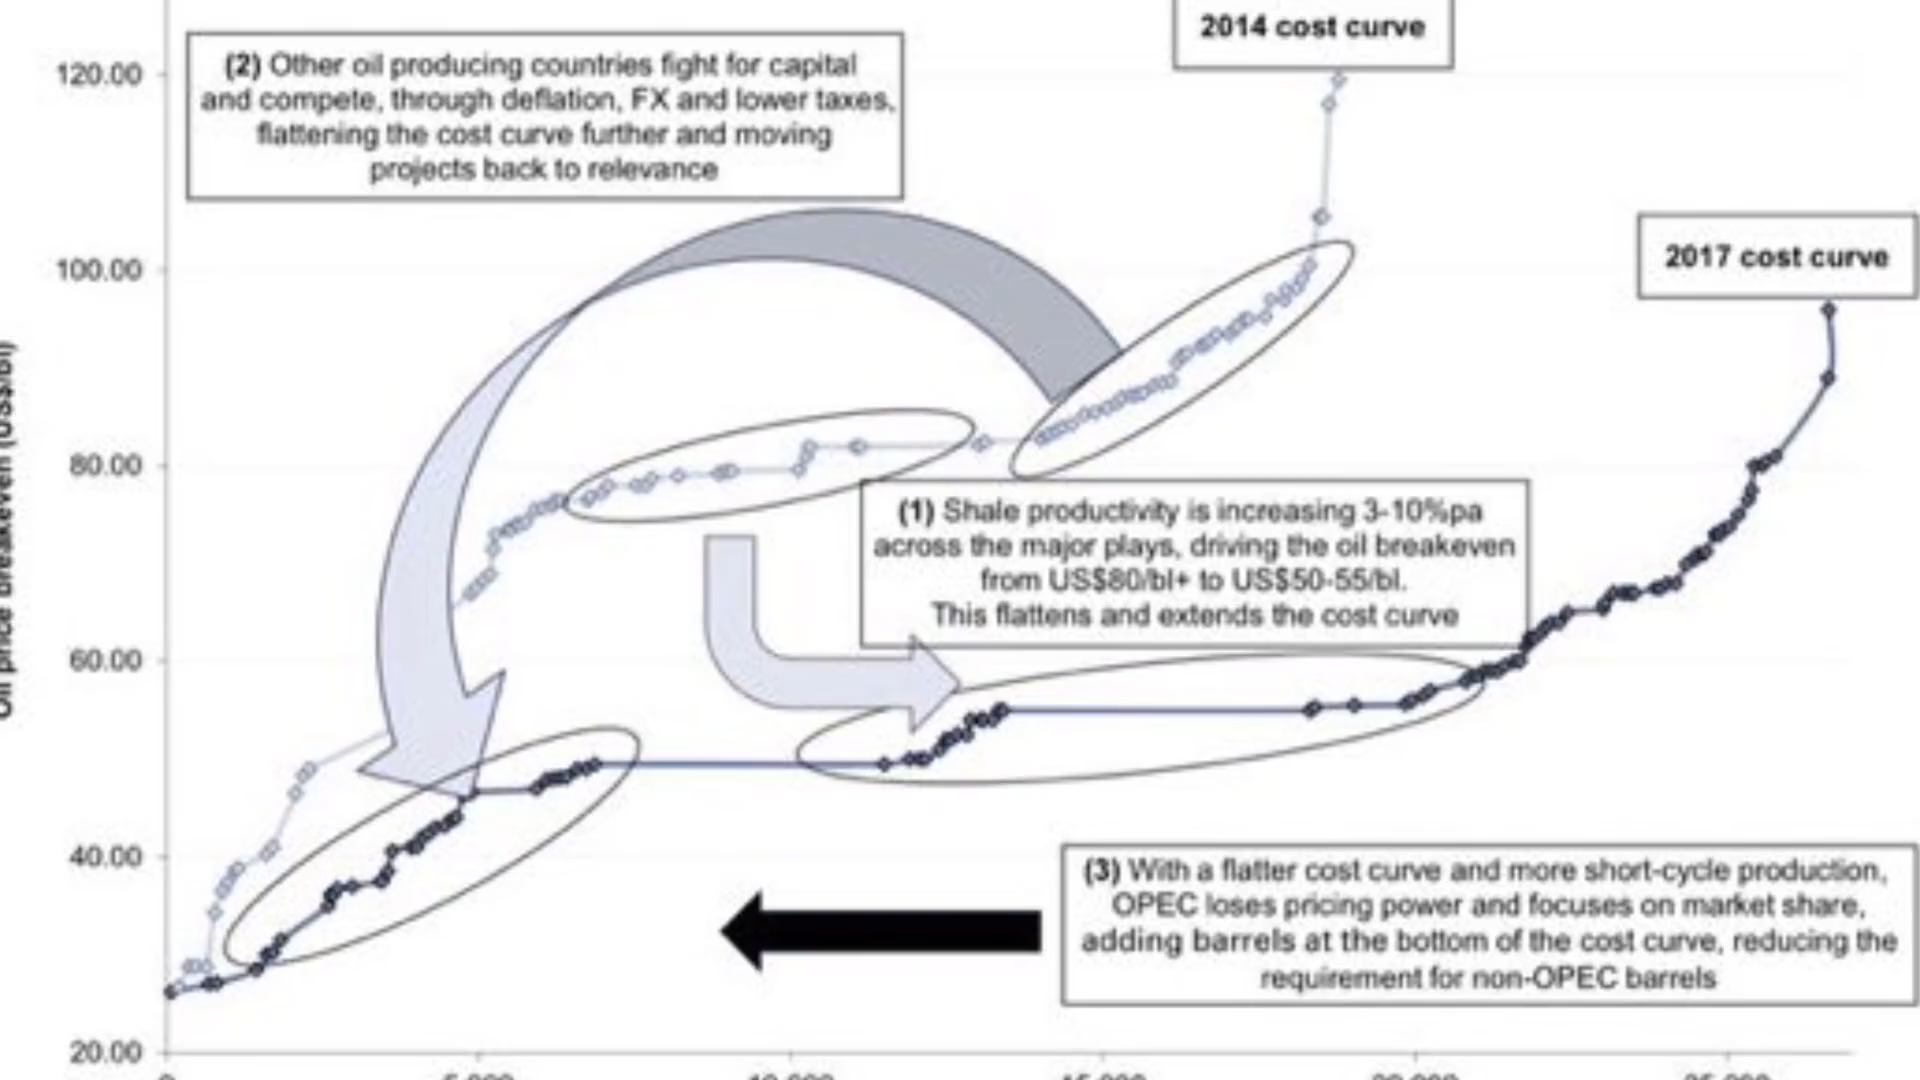 2014 cost curve
120.00
(2) Other oil producing countries fight for capital
and compete, through deflation, FX and lower taxes,
flattening the cost curve further and moving
projects back to relevance
2017 cost curve
100.00
Oil price breakeven (US$/bl)
80.00
(1) Shale productivity is increasing 3-10%pa
across the major plays, driving the oil breakeven
from US$80/bl+ to US$50-55/bl.
This flattens and extends the cost curve
60.00
40.00
(3) With a flatter cost curve and more short-cycle production,
OPEC loses pricing power and focuses on market share,
adding barrels at the bottom of the cost curve, reducing the
requirement for non-OPEC barrels
20.00